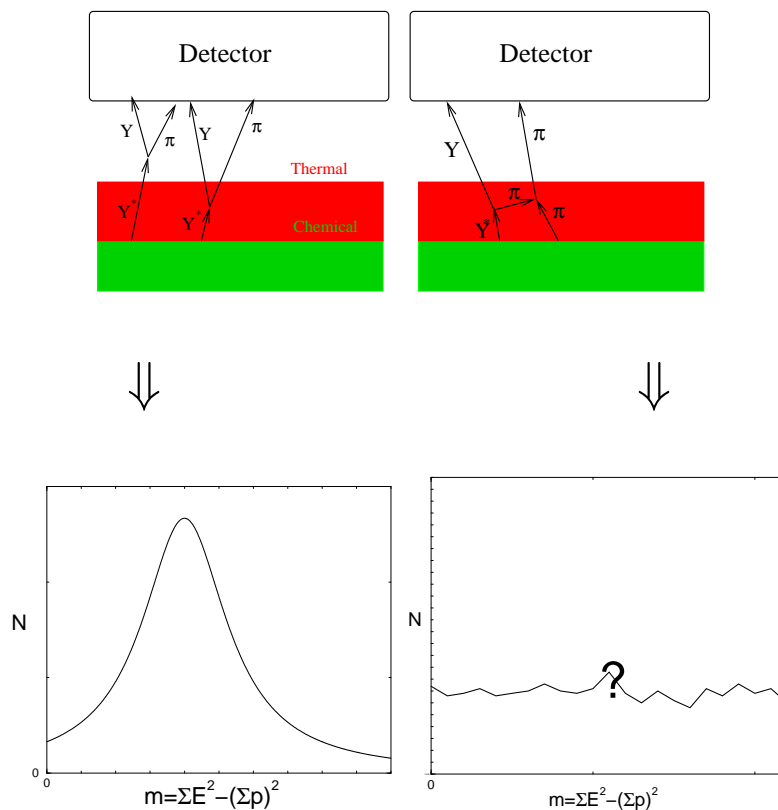 Detector
Detector
Y
π
Y
π
Y
π
Thermal
Y*
Y*
π
Y*
π
Chemical
⇓
⇓
N
0
0
m=ΣE²−(Σp)²
N
?
0
m=ΣE²−(Σp)²